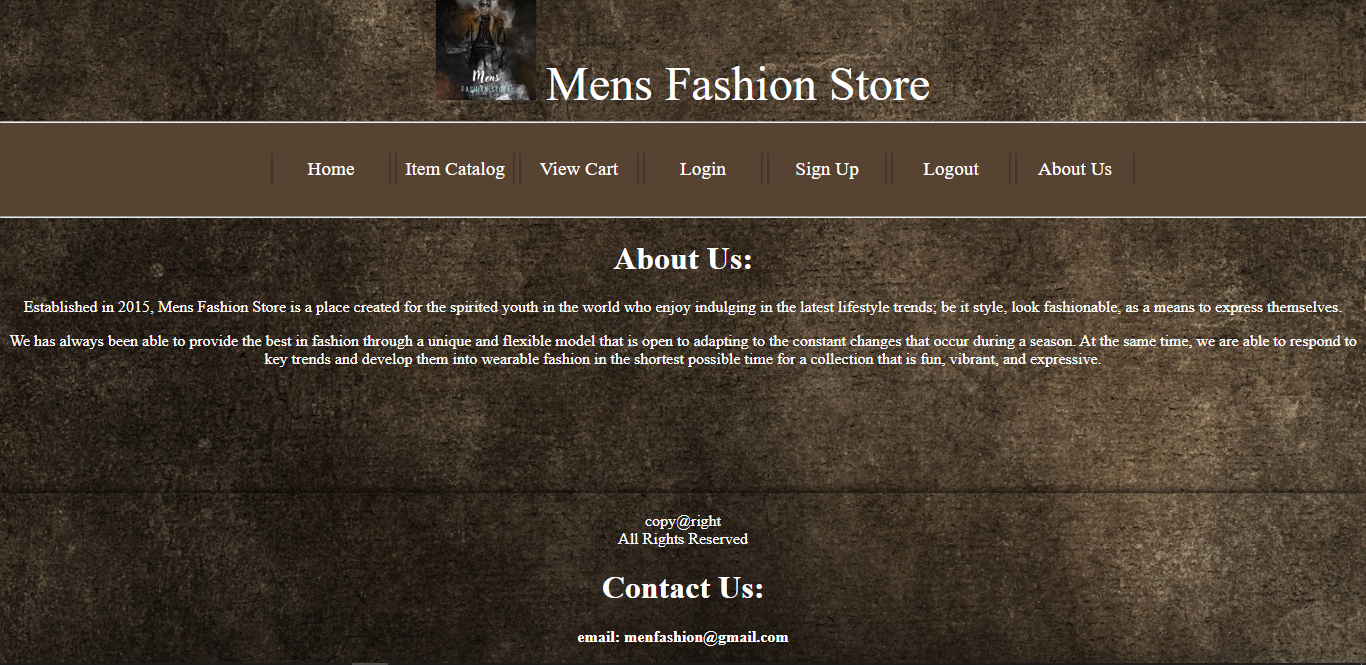 Mens
FASHION STORE
Mens Fashion Store
Home Item Catalog View Cart Login Sign Up Logout About Us
About Us:
Established in 2015, Mens Fashion Store is a place created for the spirited youth in the world who enjoy indulging in the latest lifestyle trends; be it style, look fashionable, as a means to express themselves.
We has always been able to provide the best in fashion through a unique and flexible model that is open to adapting to the constant changes that occur during a season. At the same time, we are able to respond to
key trends and develop them into wearable fashion in the shortest possible time for a collection that is fun, vibrant, and expressive.
copy@right
All Rights Reserved
Contact Us:
email: menfashion@gmail.com